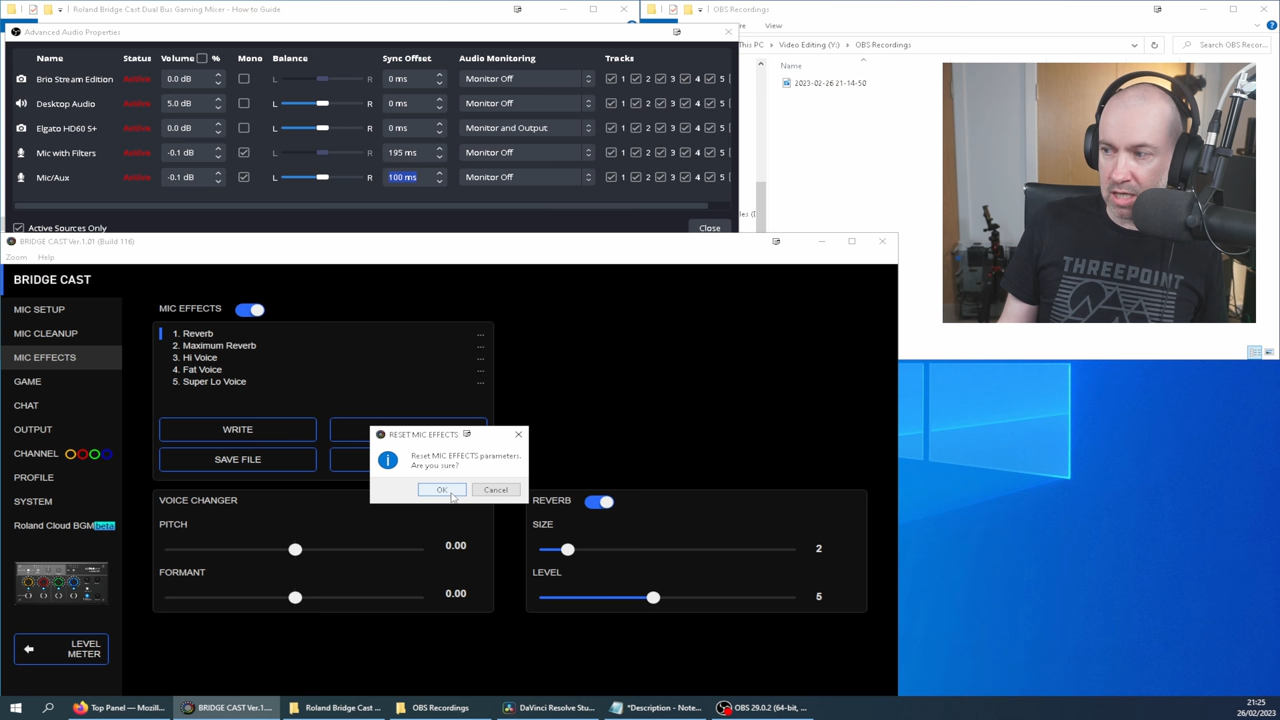 Roland Bridge Cast Dual Bus Gaming Mixer - How to Guide
OBS Recordings
Advanced Audio Properties
View
This PC > Video Editing (Y:) > OBS Recordings
Search OBS Recor...
Name Status Volume % Mono Balance Sync Offset Audio Monitoring Tracks
Brio Stream Edition Active 0.0 dB L R 0 ms Monitor Off 1 2 3 4 5
Desktop Audio Active 5.0 dB L R 0 ms Monitor Off 1 2 3 4 5
Elgato HD60 S+ Active 0.0 dB L R 0 ms Monitor and Output 1 2 3 4 5
Mic with Filters Active -0.1 dB L R 195 ms Monitor Off 1 2 3 4 5
Mic/Aux Active -0.1 dB L R 100 ms Monitor Off 1 2 3 4 5
Active Sources Only
Close
Name
2023-02-26 21-14-50
THREEPOINT
BRIDGE CAST Ver.1.01 (Build 116)
Zoom Help
BRIDGE CAST
MIC SETUP
MIC CLEANUP
MIC EFFECTS
GAME
CHAT
OUTPUT
CHANNEL
PROFILE
SYSTEM
Roland Cloud BGM beta
LEVEL
METER
MIC EFFECTS
1. Reverb ...
2. Maximum Reverb ...
3. Hi Voice ...
4. Fat Voice ...
5. Super Lo Voice ...
WRITE
SAVE FILE
RESET MIC EFFECTS
Reset MIC EFFECTS parameters.
Are you sure?
OK Cancel
VOICE CHANGER
PITCH
0.00
FORMANT
0.00
REVERB
SIZE
2
LEVEL
5
Top Panel — Mozill...
BRIDGE CAST Ver.1....
Roland Bridge Cast ...
OBS Recordings
DaVinci Resolve Stu...
*Description - Note...
OBS 29.0.2 (64-bit, ...
21:25
26/02/2023